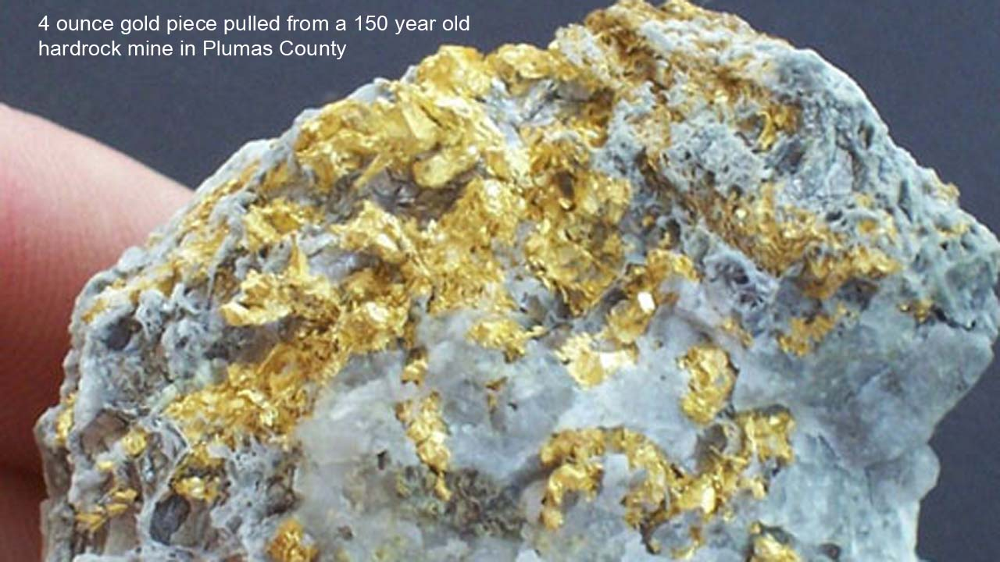 4 ounce gold piece pulled from a 150 year old
hardrock mine in Plumas County